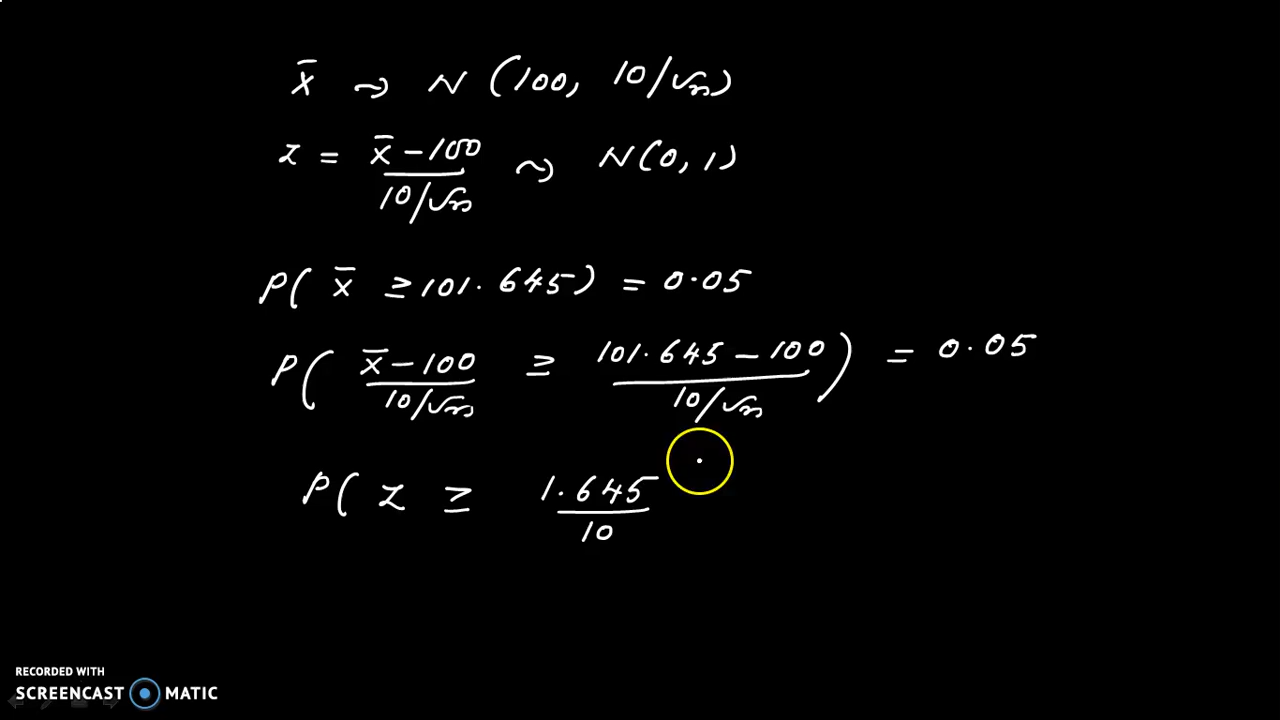 x̄ ~> N (100, 10/√n)
z = x̄ - 100 / 10/√n ~> N(0, 1)
P( x̄ ≥ 101.645) = 0.05
P( x̄ - 100 / 10/√n ≥ 101.645 - 100 / 10/√n ) = 0.05
P( z ≥ 1.645 / 10
RECORDED WITH
SCREENCAST MATIC